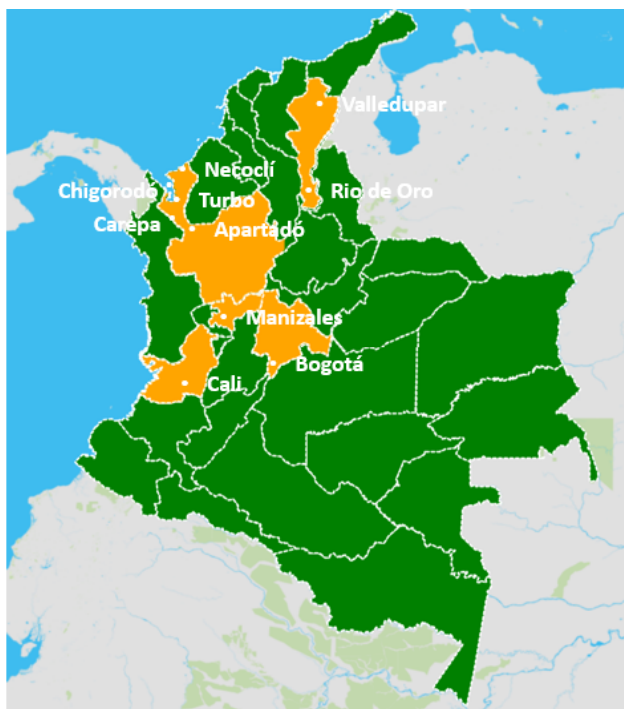 Valledupar
Necoclí
Chigorodó
Rio de Oro
Turbo
Carepa
Apartadó
Manizales
Bogotá
Cali